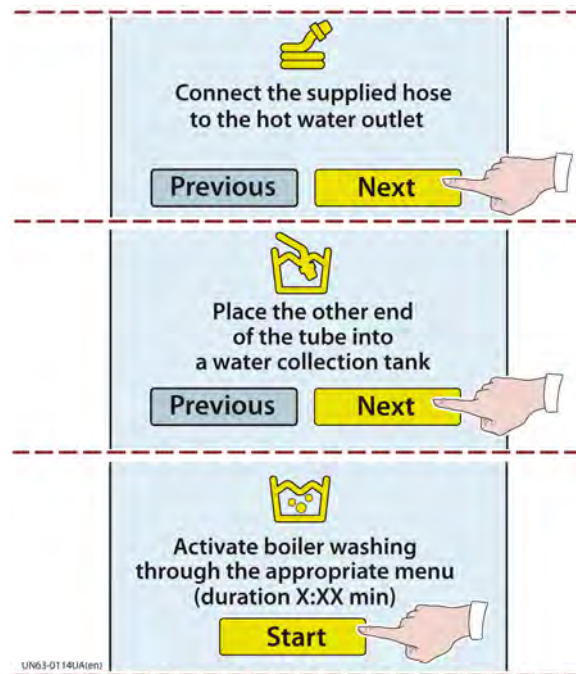 Connect the supplied hose
to the hot water outlet
Previous Next
Place the other end
of the tube into
a water collection tank
Previous Next
Activate boiler washing
through the appropriate menu
(duration X:XX min)
Start
UN63-0114UA(en)